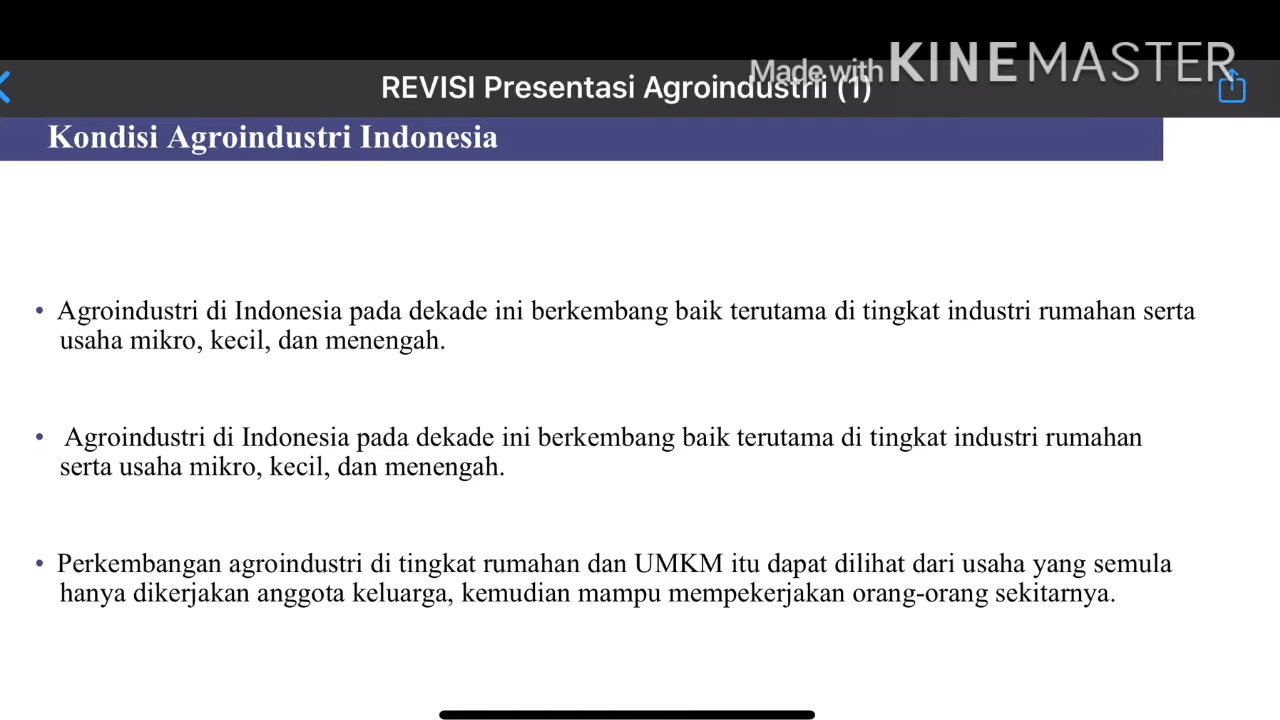 Made with KINEMASTER
REVISI Presentasi Agroindustrii (1)
Kondisi Agroindustri Indonesia
• Agroindustri di Indonesia pada dekade ini berkembang baik terutama di tingkat industri rumahan serta
usaha mikro, kecil, dan menengah.
• Agroindustri di Indonesia pada dekade ini berkembang baik terutama di tingkat industri rumahan
serta usaha mikro, kecil, dan menengah.
• Perkembangan agroindustri di tingkat rumahan dan UMKM itu dapat dilihat dari usaha yang semula
hanya dikerjakan anggota keluarga, kemudian mampu mempekerjakan orang-orang sekitarnya.